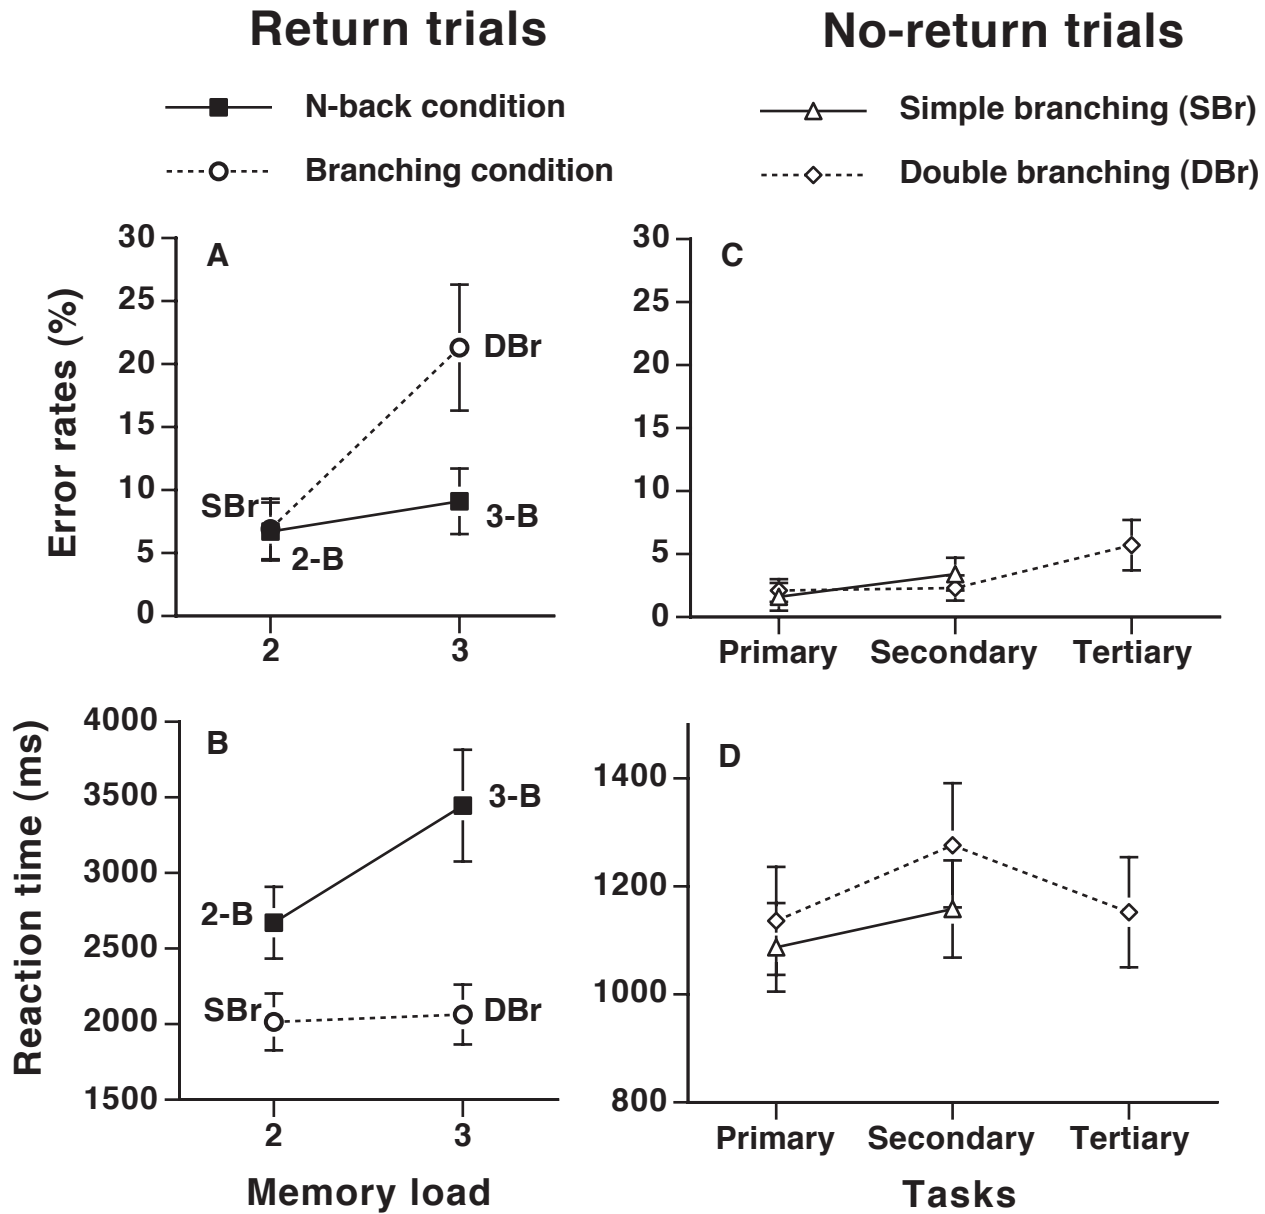 Return trials
No-return trials
N-back condition
Branching condition
Simple branching (SBr)
Double branching (DBr)
A
Error rates (%)
30
25
20
15
10
5
0
SBr
2-B
DBr
3-B
2
3
C
30
25
20
15
10
5
0
Primary
Secondary
Tertiary
B
Reaction time (ms)
4000
3500
3000
2500
2000
1500
2-B
3-B
SBr
DBr
2
3
Memory load
D
1400
1200
1000
800
Primary
Secondary
Tertiary
Tasks